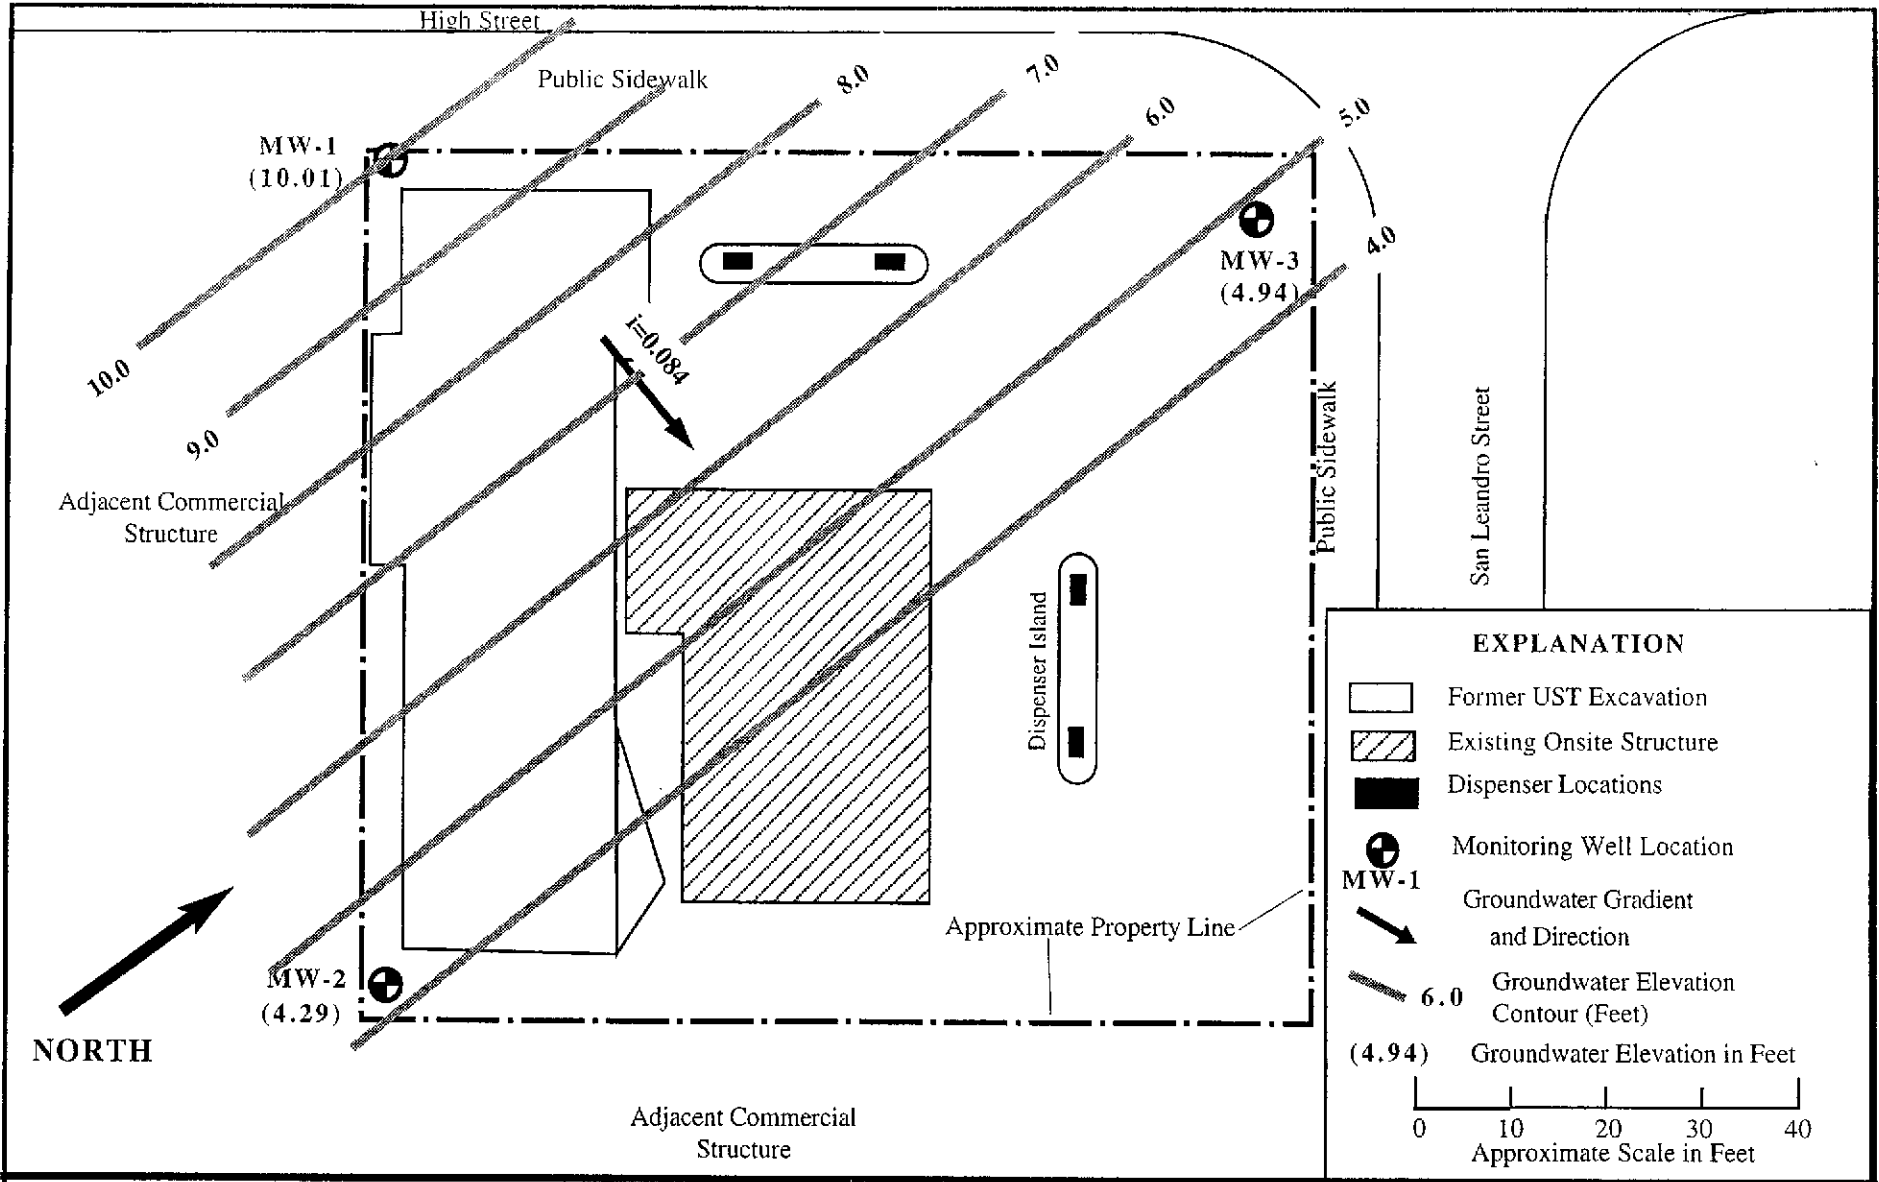 High Street
Public Sidewalk
8.0
7.0
6.0
5.0
4.0
MW-1
(10.01)
MW-3
(4.94)
i=0.084
10.0
9.0
Adjacent Commercial
Structure
Public Sidewalk
San Leandro Street
Dispenser Island
Approximate Property Line
MW-2
(4.29)
NORTH
Adjacent Commercial
Structure
EXPLANATION
Former UST Excavation
Existing Onsite Structure
Dispenser Locations
Monitoring Well Location
MW-1
Groundwater Gradient
and Direction
6.0
Groundwater Elevation
Contour (Feet)
(4.94) Groundwater Elevation in Feet
0 10 20 30 40
Approximate Scale in Feet